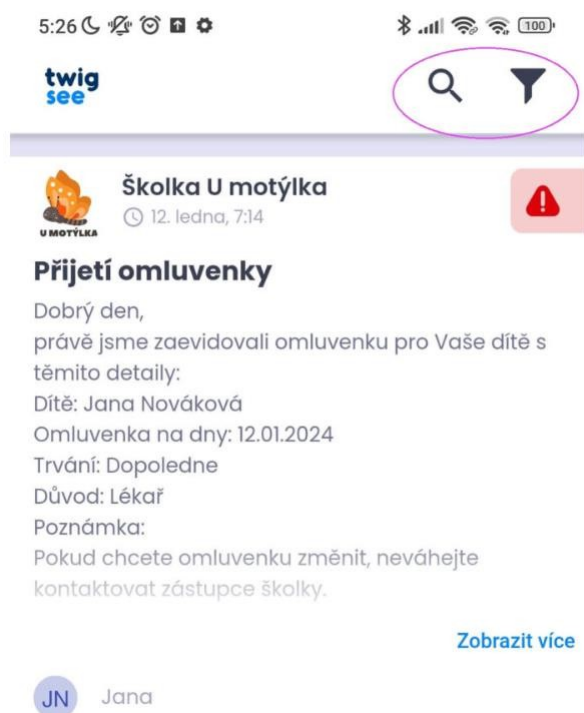 5:26
100
twig
see
Školka U motýlka
12. ledna, 7:14
U MOTÝLKA
Přijetí omluvenky
Dobrý den,
právě jsme zaevidovali omluvenku pro Vaše dítě s
těmito detaily:
Dítě: Jana Nováková
Omluvenka na dny: 12.01.2024
Trvání: Dopoledne
Důvod: Lékař
Poznámka:
Pokud chcete omluvenku změnit, neváhejte
kontaktovat zástupce školky.
Zobrazit více
JN
Jana